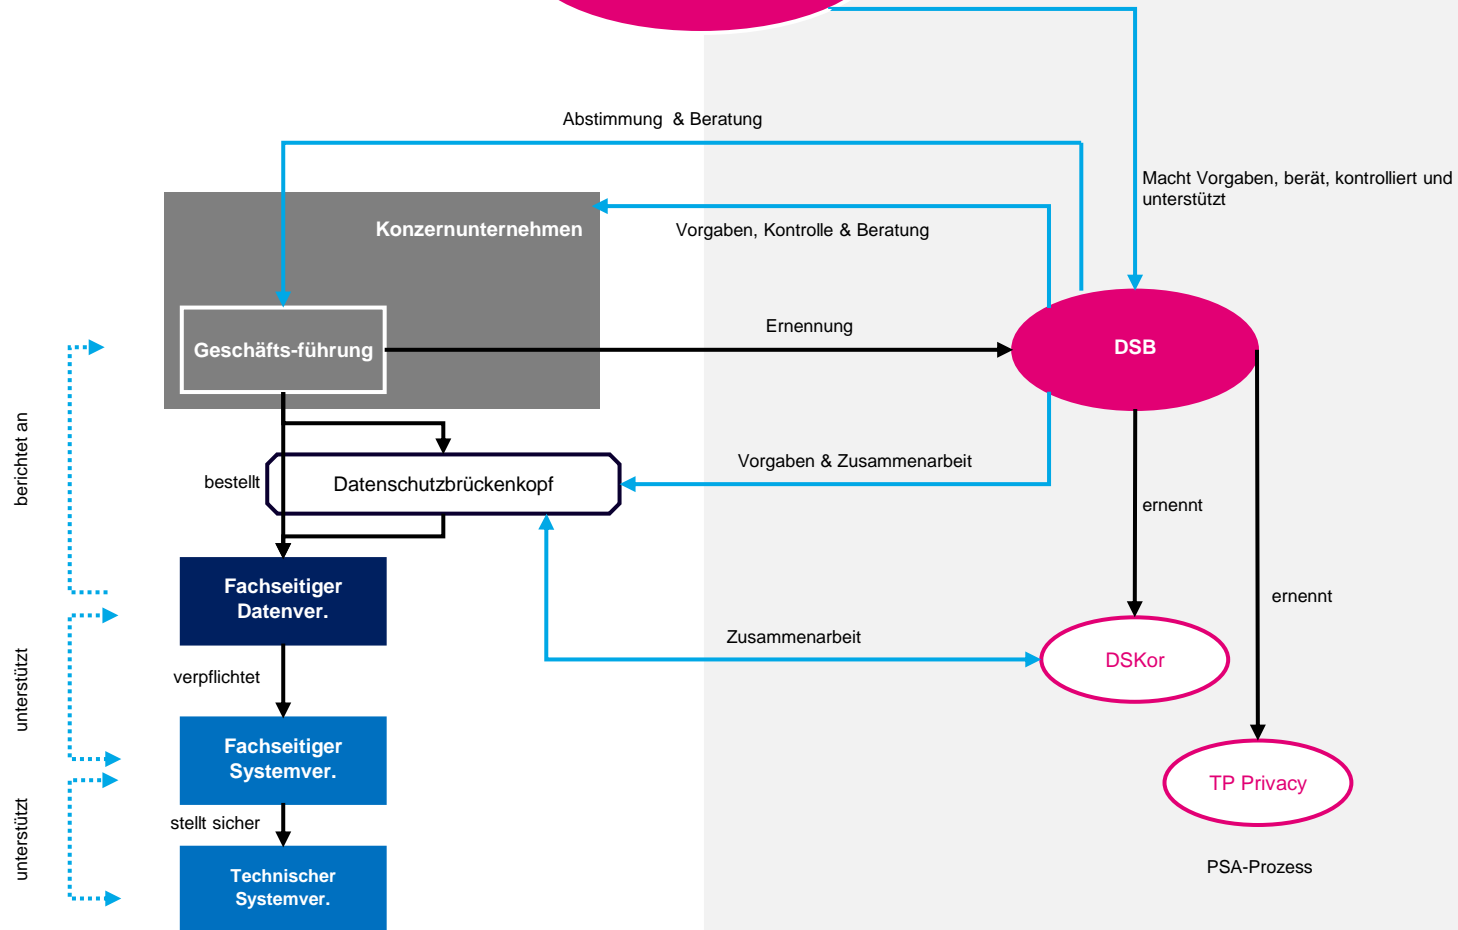 Abstimmung & Beratung
Macht Vorgaben, berät, kontrolliert und
unterstützt
Konzernunternehmen
Vorgaben, Kontrolle & Beratung
Ernennung
Geschäfts-führung
DSB
berichtet an
Vorgaben & Zusammenarbeit
bestellt
Datenschutzbrückenkopf
ernennt
Fachseitiger
Datenver.
ernennt
Zusammenarbeit
DSKor
unterstützt
verpflichtet
Fachseitiger
Systemver.
TP Privacy
stellt sicher
unterstützt
Technischer
Systemver.
PSA-Prozess